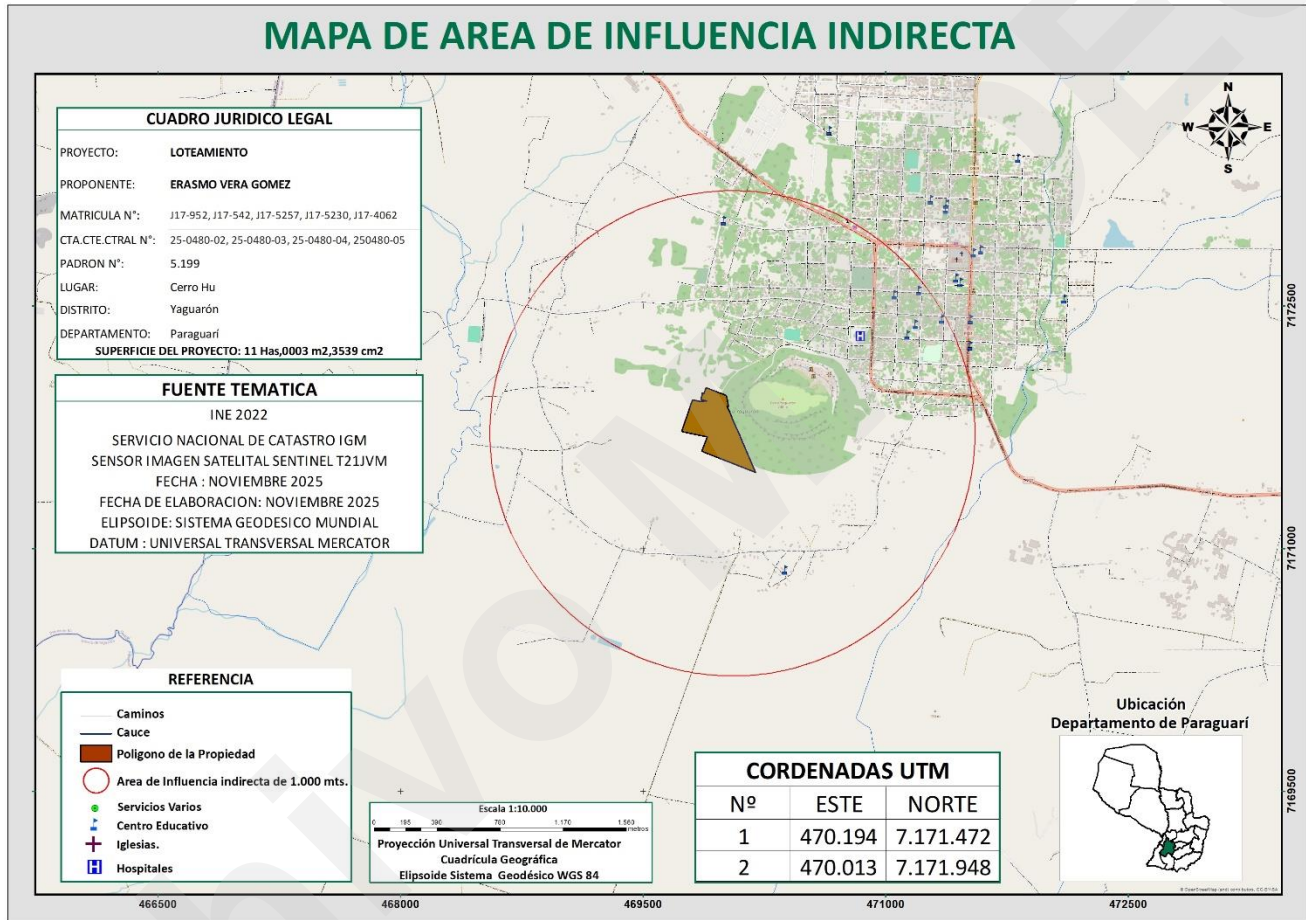 MAPA DE AREA DE INFLUENCIA INDIRECTA
CUADRO JURIDICO LEGAL
PROYECTO: LOTEAMIENTO
PROPONENTE: ERASMO VERA GOMEZ
MATRICULA N°: J17-952, J17-542, J17-5257, J17-5230, J17-4062
CTA.CTE.CTRAL N°: 25-0480-02, 25-0480-03, 25-0480-04, 250480-05
PADRON N°: 5.199
LUGAR: Cerro Hu
DISTRITO: Yaguarón
DEPARTAMENTO: Paraguarí
SUPERFICIE DEL PROYECTO: 11 Has,0003 m2,3539 cm2
FUENTE TEMATICA
INE 2022
SERVICIO NACIONAL DE CATASTRO IGM
SENSOR IMAGEN SATELITAL SENTINEL T21JVM
FECHA : NOVIEMBRE 2025
FECHA DE ELABORACION: NOVIEMBRE 2025
ELIPSOIDE: SISTEMA GEODESICO MUNDIAL
DATUM : UNIVERSAL TRANSVERSAL MERCATOR
N
W E
S
H
7172500
7171000
7169500
REFERENCIA
Caminos
Cauce
Poligono de la Propiedad
Area de Influencia indirecta de 1.000 mts.
Servicios Varios
Centro Educativo
Iglesias.
H Hospitales
Escala 1:10.000
0 195 390 780 1.170 1.560
metros
Proyección Universal Transversal de Mercator
Cuadrícula Geográfica
Elipsoide Sistema Geodésico WGS 84
CORDENADAS UTM
Nº ESTE NORTE
1 470.194 7.171.472
2 470.013 7.171.948
Ubicación
Departamento de Paraguarí
466500 468000 469500 471000 472500